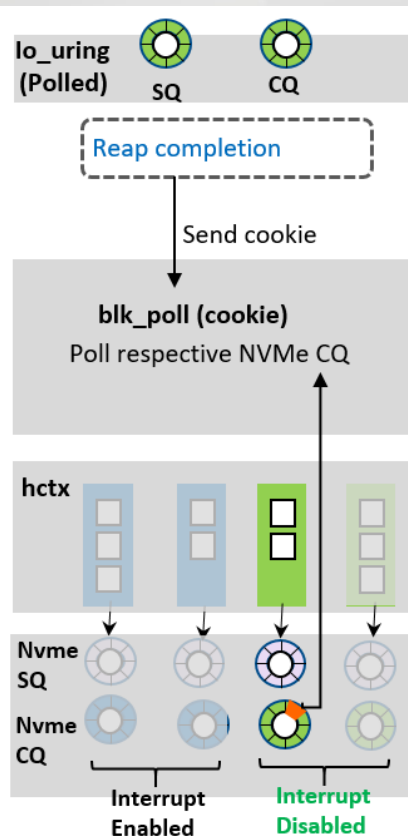 Io_uring
(Polled)
SQ
CQ
Reap completion
Send cookie
blk_poll (cookie)
Poll respective NVMe CQ
hctx
Nvme
SQ
Nvme
CQ
Interrupt
Enabled
Interrupt
Disabled